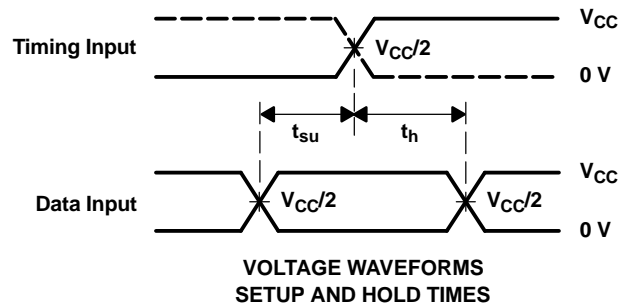 V_CC
Timing Input
V_CC/2
0 V
t_su
t_h
V_CC
Data Input
V_CC/2
V_CC/2
0 V
VOLTAGE WAVEFORMS
SETUP AND HOLD TIMES